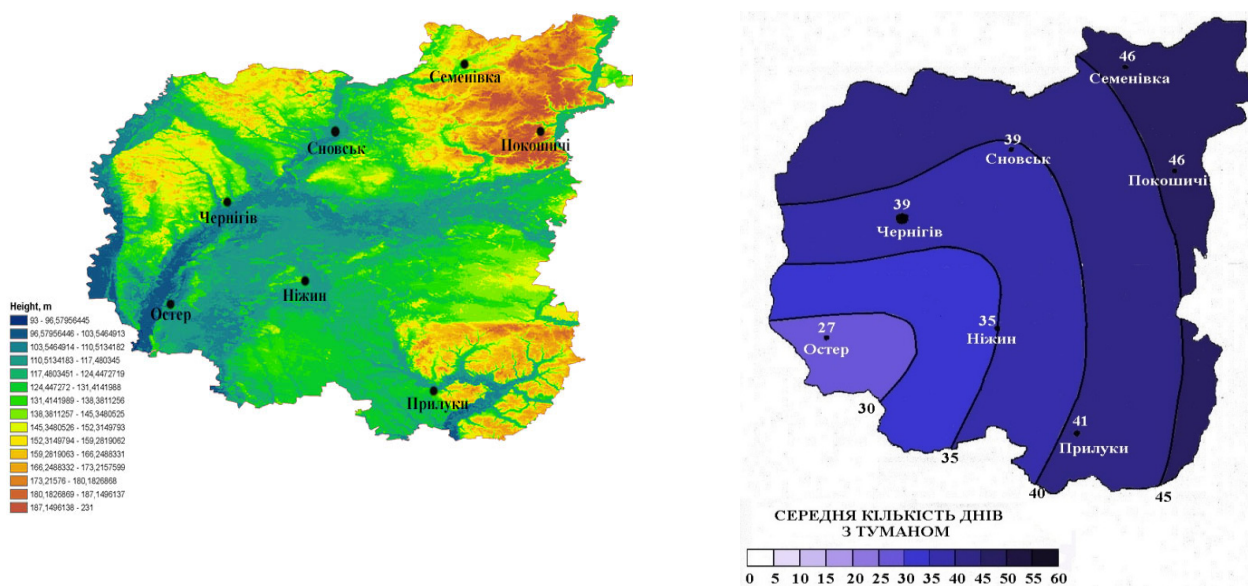 Семенівка
Покошичі
Сновськ
Чернігів
Ніжин
Остер
Прилуки
Height, m
93 - 96,57956445
96,57956446 - 103,5464913
103,5464914 - 110,5134182
110,5134183 - 117,480345
117,4803451 - 124,4472719
124,447272 - 131,4141988
131,4141989 - 138,3811256
138,3811257 - 145,3480525
145,3480526 - 152,3149793
152,3149794 - 159,2819062
159,2819063 - 166,2488331
166,2488332 - 173,2157599
173,21576 - 180,1826868
180,1826869 - 187,1496137
187,1496138 - 231
46
Семенівка
39
Сновськ
46
Покошичі
39
Чернігів
35
Ніжин
27
Остер
41
Прилуки
30
35
40
45
СЕРЕДНЯ КІЛЬКІСТЬ ДНІВ
З ТУМАНОМ
0 5 10 15 20 25 30 35 40 45 50 55 60